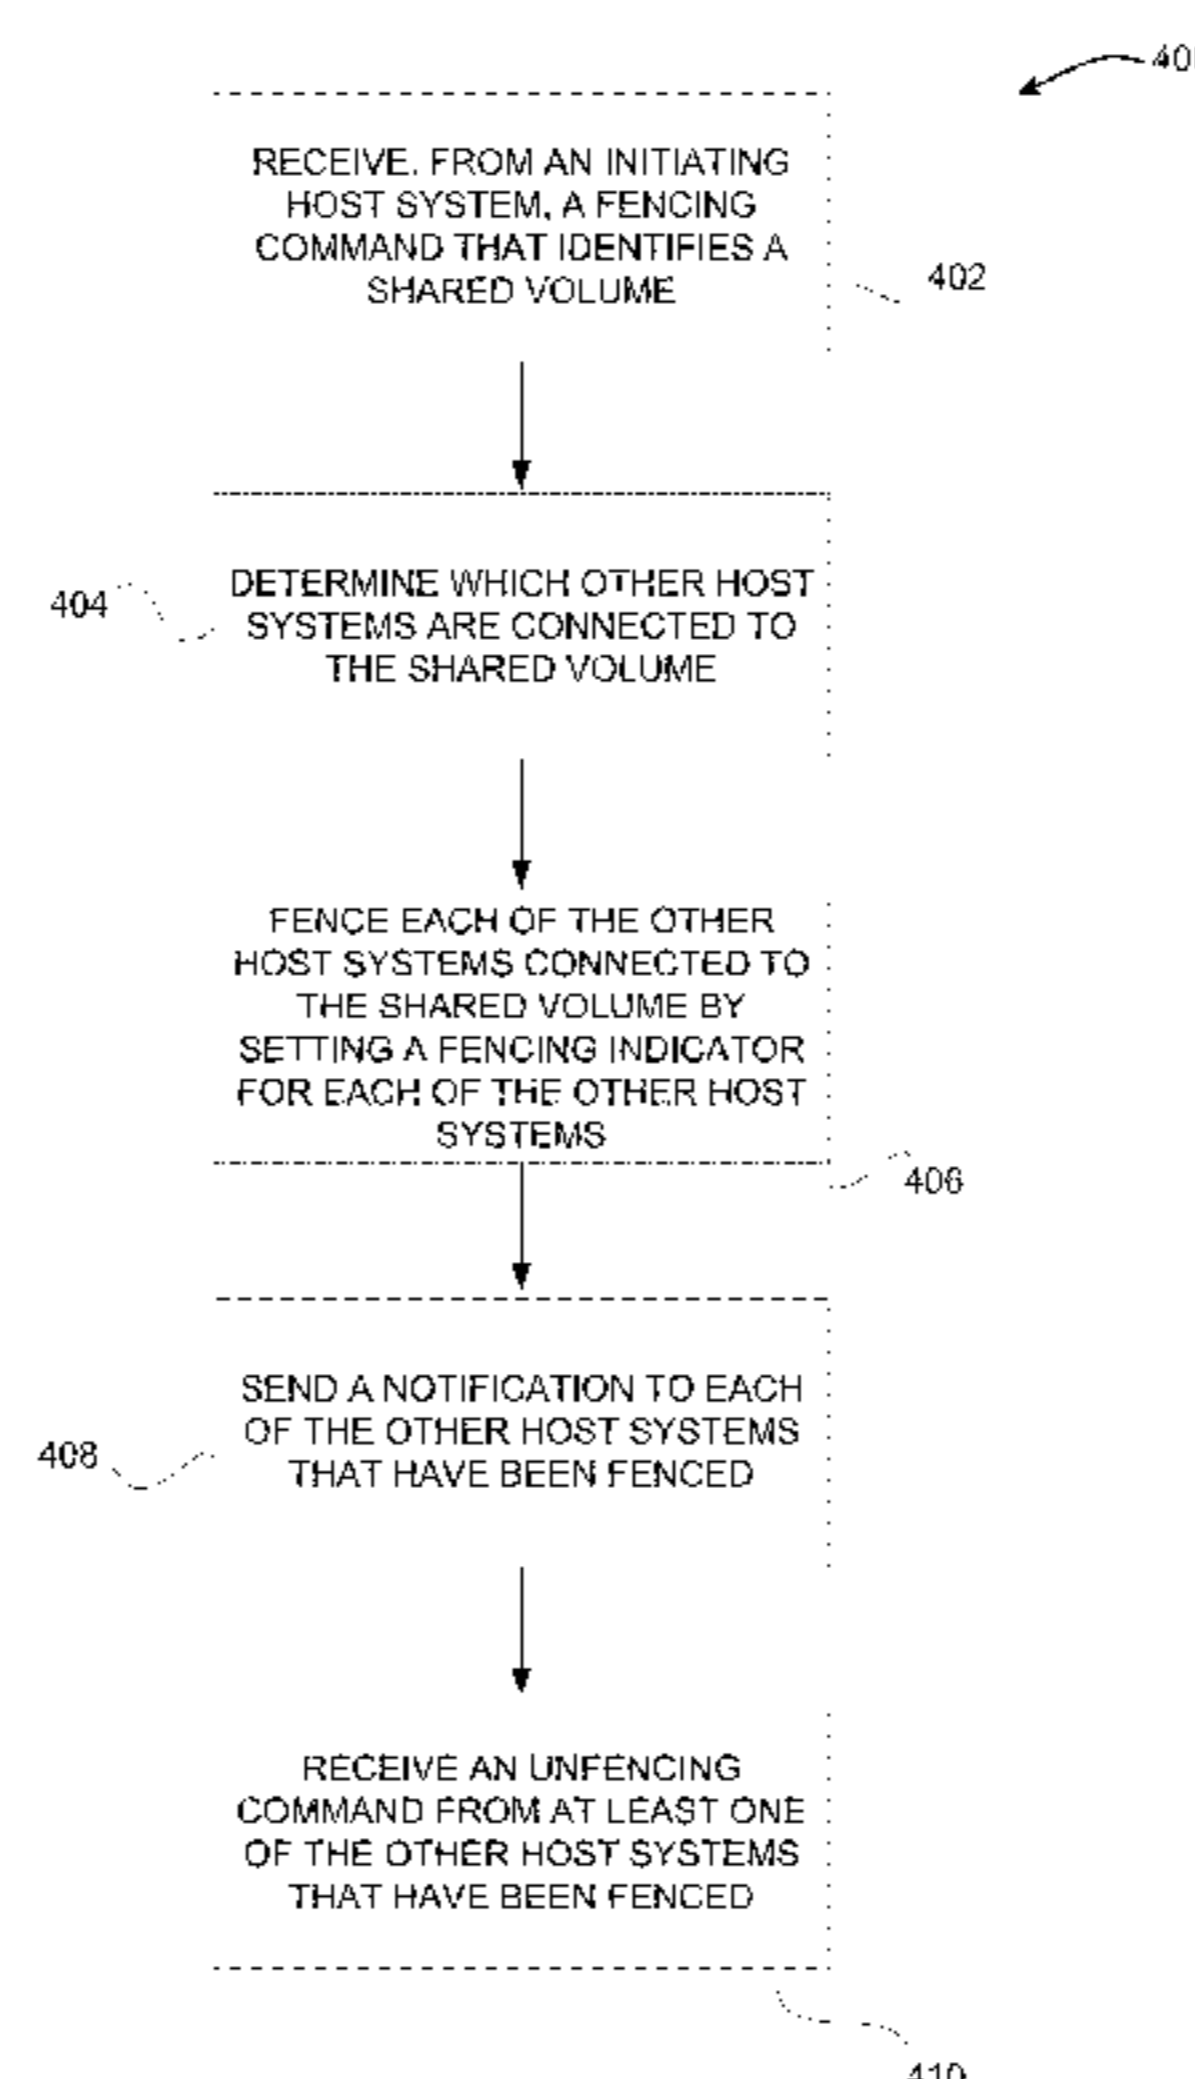 RECEIVE, FROM AN INITIATING
HOST SYSTEM, A FENCING
COMMAND THAT IDENTIFIES A
SHARED VOLUME
402
404
DETERMINE WHICH OTHER HOST
SYSTEMS ARE CONNECTED TO
THE SHARED VOLUME
FENCE EACH OF THE OTHER
HOST SYSTEMS CONNECTED TO
THE SHARED VOLUME BY
SETTING A FENCING INDICATOR
FOR EACH OF THE OTHER HOST
SYSTEMS
406
SEND A NOTIFICATION TO EACH
OF THE OTHER HOST SYSTEMS
THAT HAVE BEEN FENCED
408
RECEIVE AN UNFENCING
COMMAND FROM AT LEAST ONE
OF THE OTHER HOST SYSTEMS
THAT HAVE BEEN FENCED
410